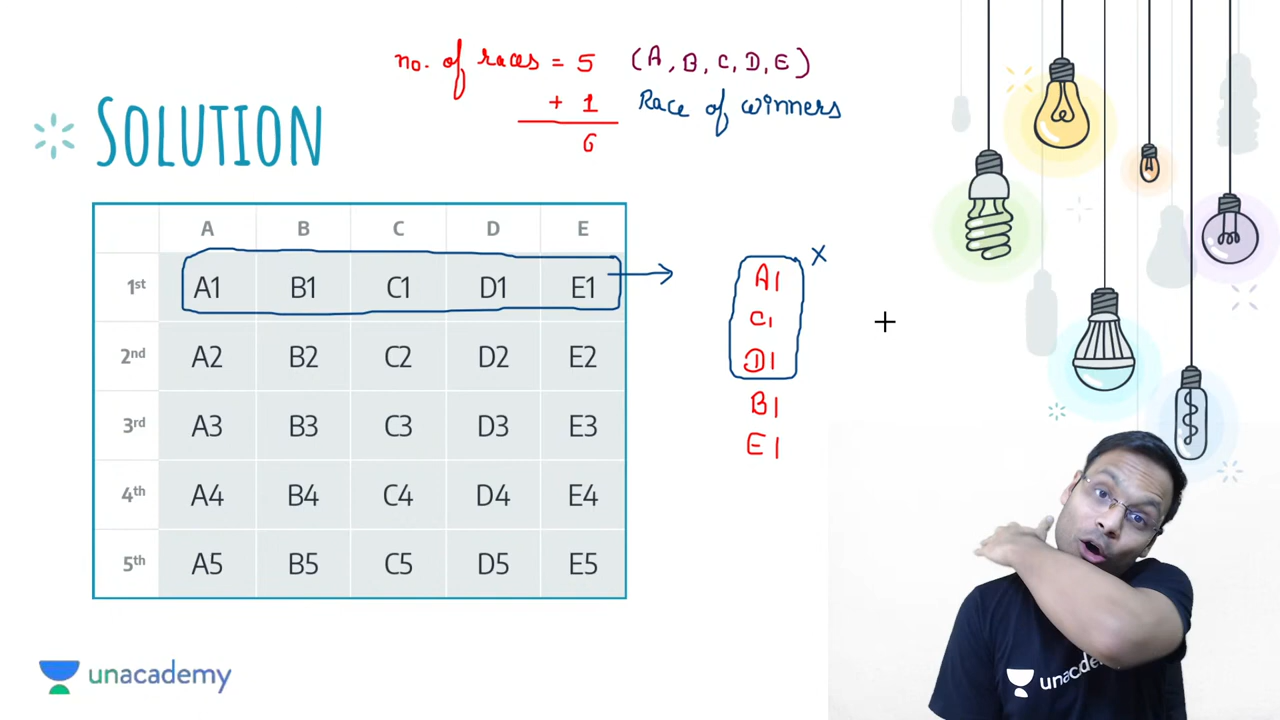 no. of races = 5 (A, B, C, D, E)
+ 1 Race of winners
6
SOLUTION
A B C D E
1st A1 B1 C1 D1 E1
2nd A2 B2 C2 D2 E2
3rd A3 B3 C3 D3 E3
4th A4 B4 C4 D4 E4
5th A5 B5 C5 D5 E5
x
A1
C1
D1
B1
E1
unacademy
unacade